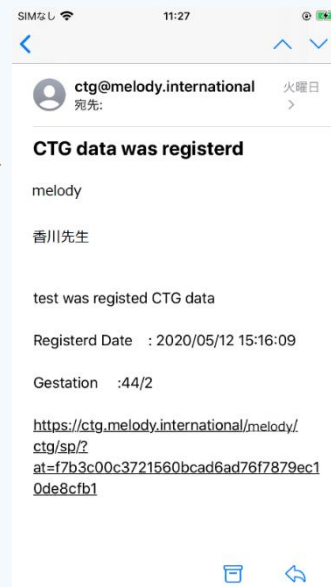 SIMなし 11:27
ctg@melody.international 火曜日
宛先:
CTG data was registerd
melody
香川先生
test was registed CTG data
Registerd Date : 2020/05/12 15:16:09
Gestation :44/2
https://ctg.melody.international/melody/
ctg/sp/?
at=f7b3c00c3721560bcad6ad76f7879ec1
0de8cfb1